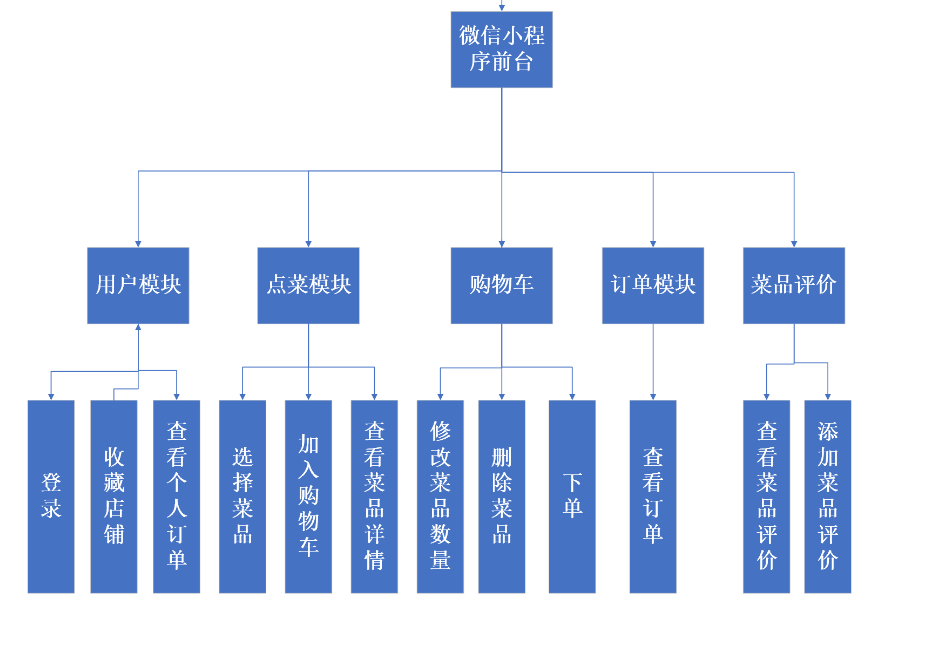 微信小程
序前台
用户模块
点菜模块
购物车
订单模块
菜品评价
登录
收藏店铺
查看个人订单
选择菜品
加入购物车
查看菜品详情
修改菜品数量
删除菜品
下单
查看订单
查看菜品评价
添加菜品评价